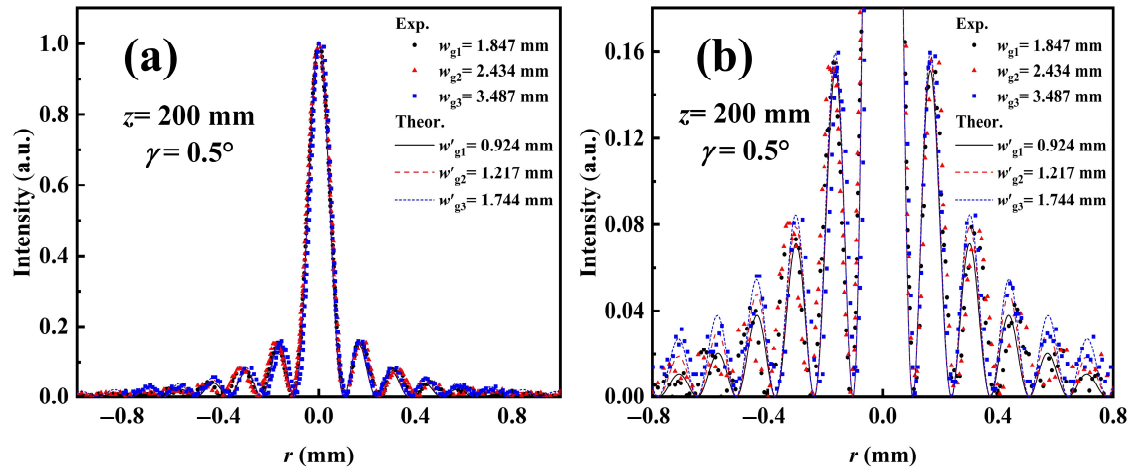 (a)
z= 200 mm
γ = 0.5°
Exp.
wg1= 1.847 mm
wg2= 2.434 mm
wg3= 3.487 mm
Theor.
w'g1= 0.924 mm
w'g2= 1.217 mm
w'g3= 1.744 mm
Intensity (a.u.)
1.0
0.8
0.6
0.4
0.2
0.0
−0.8
−0.4
0.0
0.4
0.8
r (mm)
(b)
z= 200 mm
γ = 0.5°
Exp.
wg1= 1.847 mm
wg2= 2.434 mm
wg3= 3.487 mm
Theor.
w'g1= 0.924 mm
w'g2= 1.217 mm
w'g3= 1.744 mm
Intensity (a.u.)
0.16
0.12
0.08
0.04
0.00
−0.8
−0.4
0.0
0.4
0.8
r (mm)